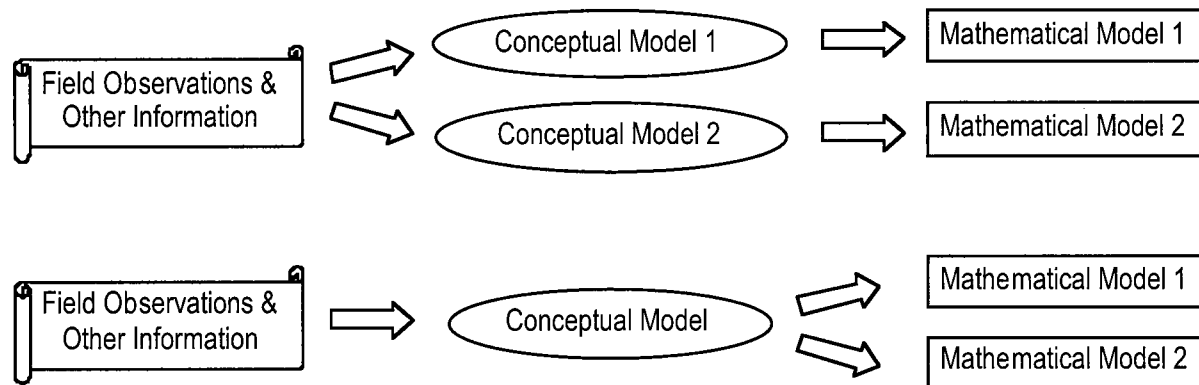 Field Observations &
Other Information
Conceptual Model 1
Mathematical Model 1
Conceptual Model 2
Mathematical Model 2
Field Observations &
Other Information
Conceptual Model
Mathematical Model 1
Mathematical Model 2